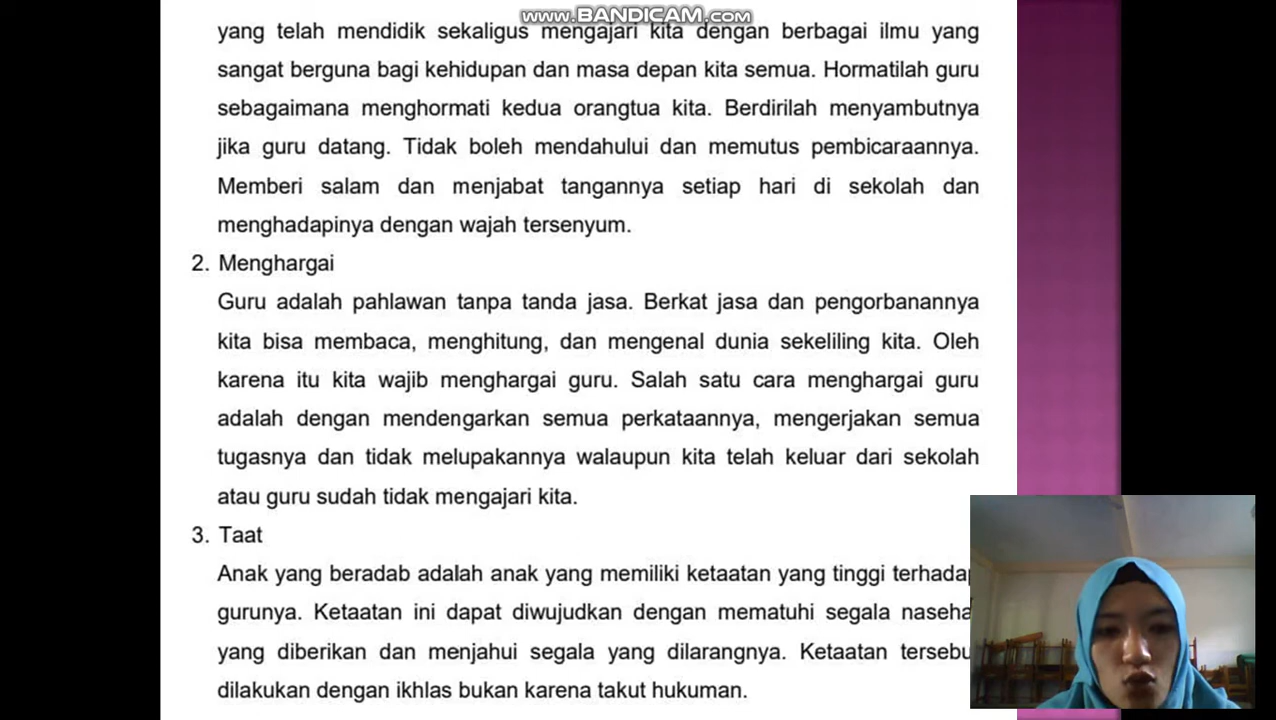 www.BANDICAM.com
yang telah mendidik sekaligus mengajari kita dengan berbagai ilmu yang
sangat berguna bagi kehidupan dan masa depan kita semua. Hormatilah guru
sebagaimana menghormati kedua orangtua kita. Berdirilah menyambutnya
jika guru datang. Tidak boleh mendahului dan memutus pembicaraannya.
Memberi salam dan menjabat tangannya setiap hari di sekolah dan
menghadapinya dengan wajah tersenyum.
2. Menghargai
Guru adalah pahlawan tanpa tanda jasa. Berkat jasa dan pengorbanannya
kita bisa membaca, menghitung, dan mengenal dunia sekeliling kita. Oleh
karena itu kita wajib menghargai guru. Salah satu cara menghargai guru
adalah dengan mendengarkan semua perkataannya, mengerjakan semua
tugasnya dan tidak melupakannya walaupun kita telah keluar dari sekolah
atau guru sudah tidak mengajari kita.
3. Taat
Anak yang beradab adalah anak yang memiliki ketaatan yang tinggi terhadap
gurunya. Ketaatan ini dapat diwujudkan dengan mematuhi segala naseha
yang diberikan dan menjahui segala yang dilarangnya. Ketaatan tersebu
dilakukan dengan ikhlas bukan karena takut hukuman.